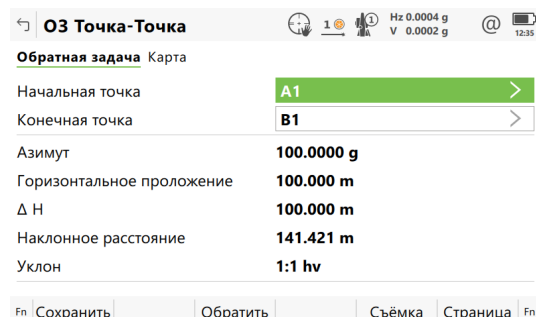 ОЗ Точка-Точка
1
1
Hz 0.0004 g
V 0.0002 g
@
12:35
Обратная задача Карта
Начальная точка A1
Конечная точка B1
Азимут 100.0000 g
Горизонтальное проложение 100.000 m
Δ H 100.000 m
Наклонное расстояние 141.421 m
Уклон 1:1 hv
Fn Сохранить Обратить Съёмка Страница Fn